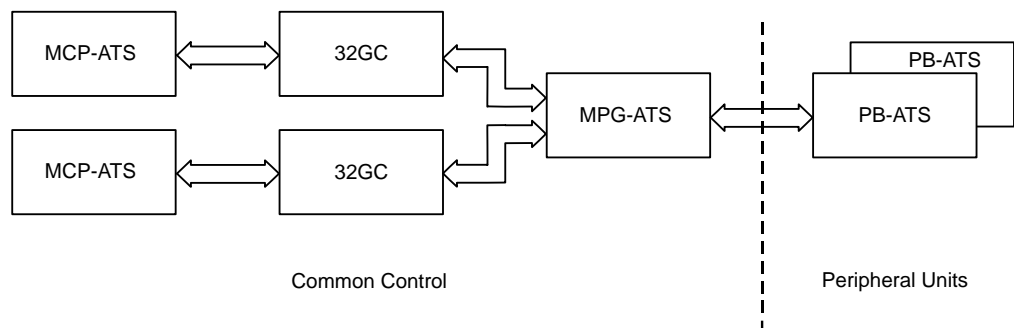 MCP-ATS
32GC
PB-ATS
MPG-ATS
PB-ATS
MCP-ATS
32GC
Common Control
Peripheral Units